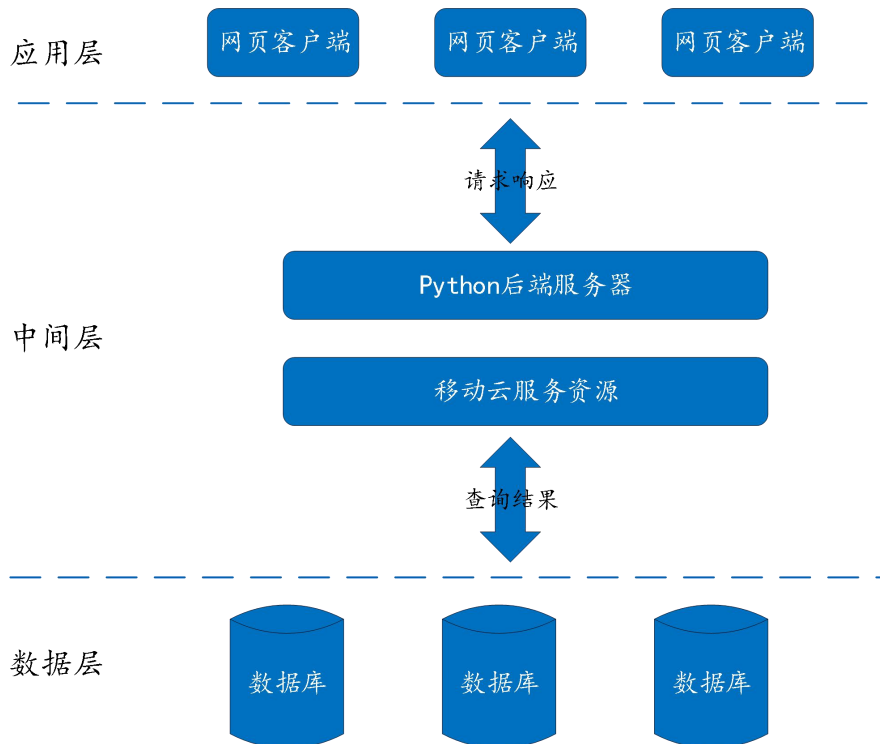 应用层
网页客户端
网页客户端
网页客户端
请求响应
Python后端服务器
中间层
移动云服务资源
查询结果
数据层
数据库
数据库
数据库